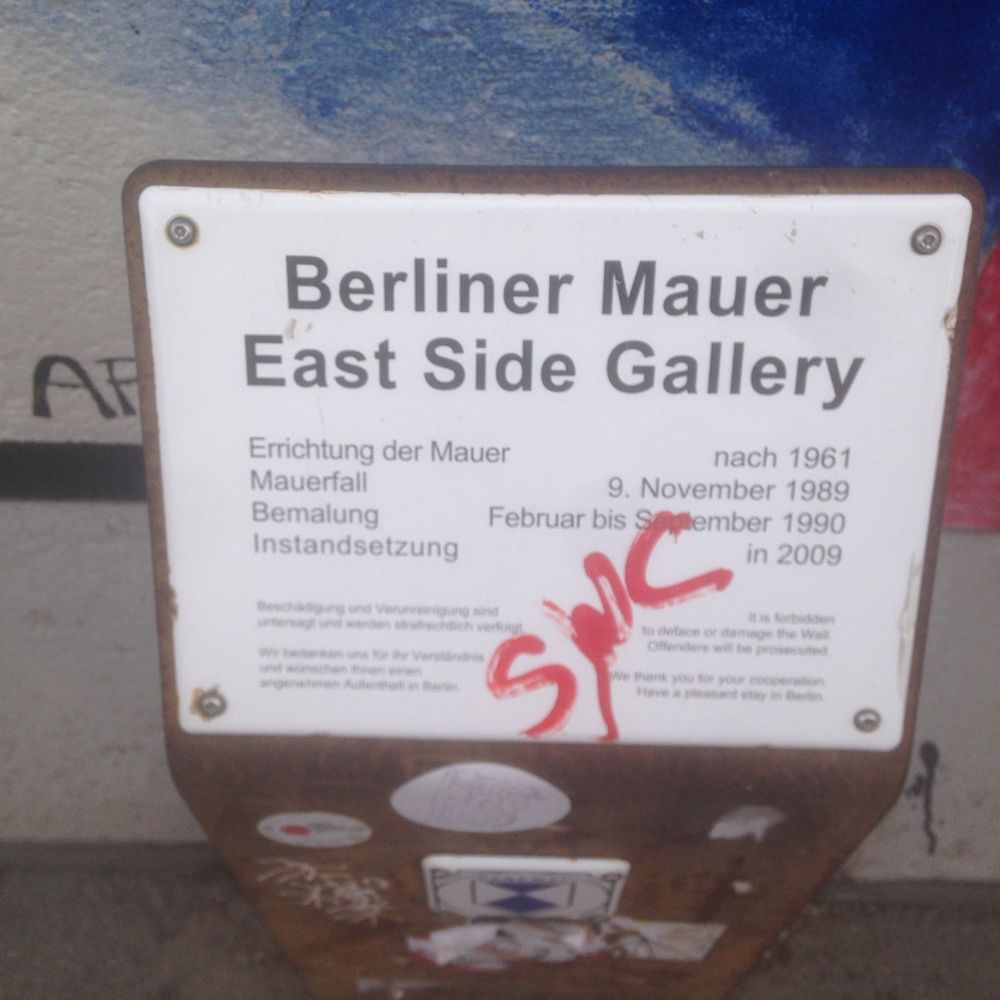 Berliner Mauer
East Side Gallery
Errichtung der Mauer nach 1961
Mauerfall 9. November 1989
Bemalung Februar bis September 1990
Instandsetzung in 2009
Beschädigung und Verunreinigung sind
untersagt und werden strafrechtlich verfolgt.
Wir bedanken uns für Ihr Verständnis
und wünschen Ihnen einen
angenehmen Aufenthalt in Berlin.
It is forbidden
to deface or damage the Wall.
Offenders will be prosecuted.
We thank you for your cooperation.
Have a pleasant stay in Berlin.
SMC
AF